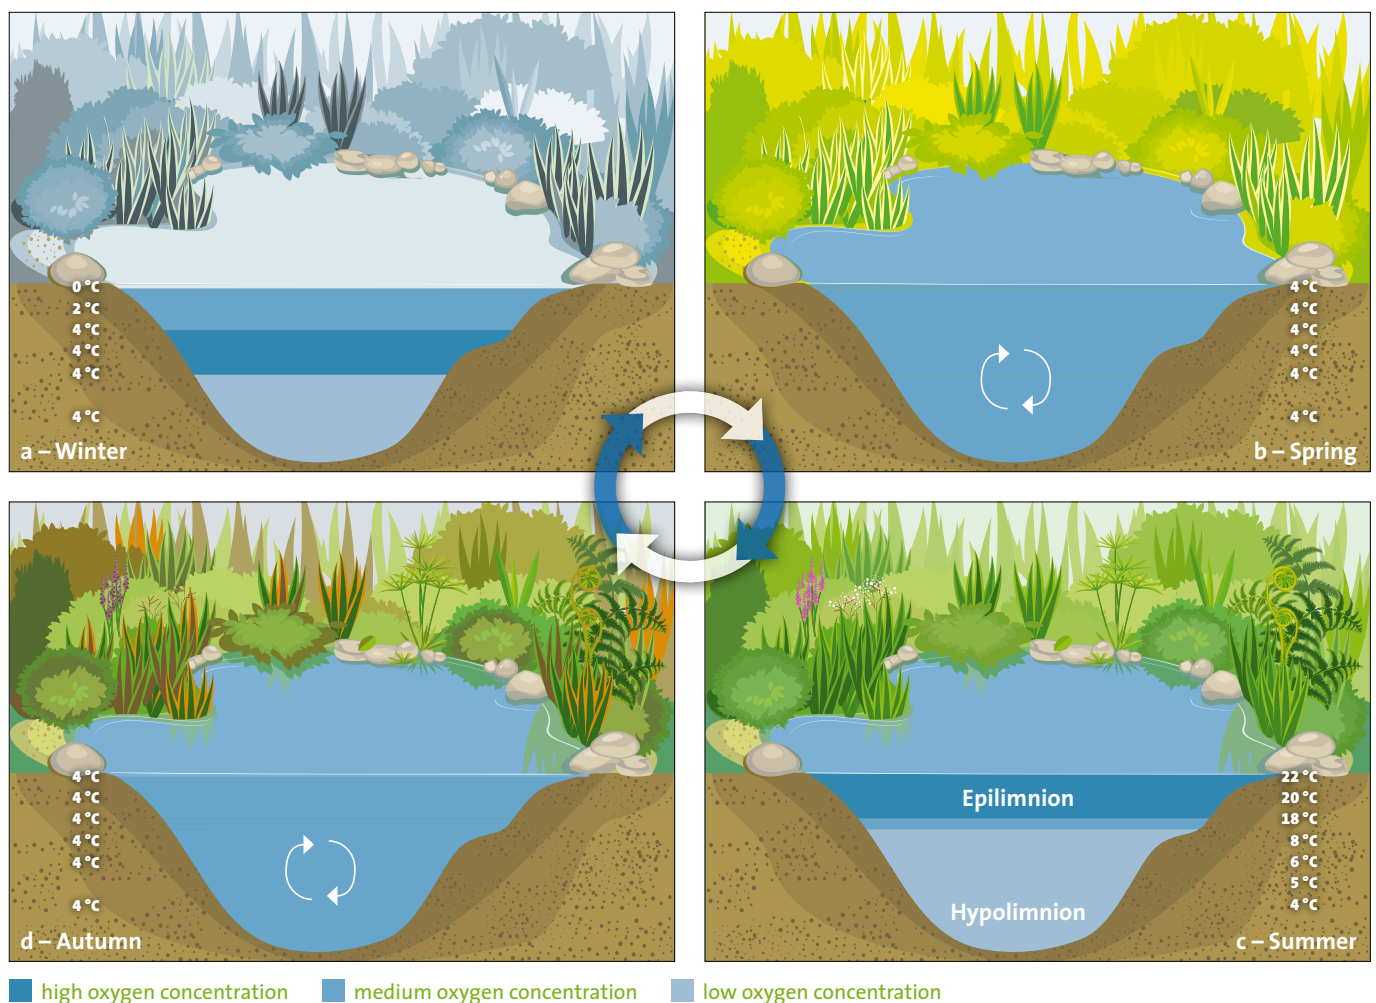 0 °C
2 °C
4 °C
4 °C
4 °C
4 °C
a – Winter
4 °C
4 °C
4 °C
4 °C
4 °C
4 °C
b – Spring
4 °C
4 °C
4 °C
4 °C
4 °C
4 °C
d – Autumn
Epilimnion
Hypolimnion
22 °C
20 °C
18 °C
8 °C
6 °C
5 °C
4 °C
c – Summer
high oxygen concentration
medium oxygen concentration
low oxygen concentration